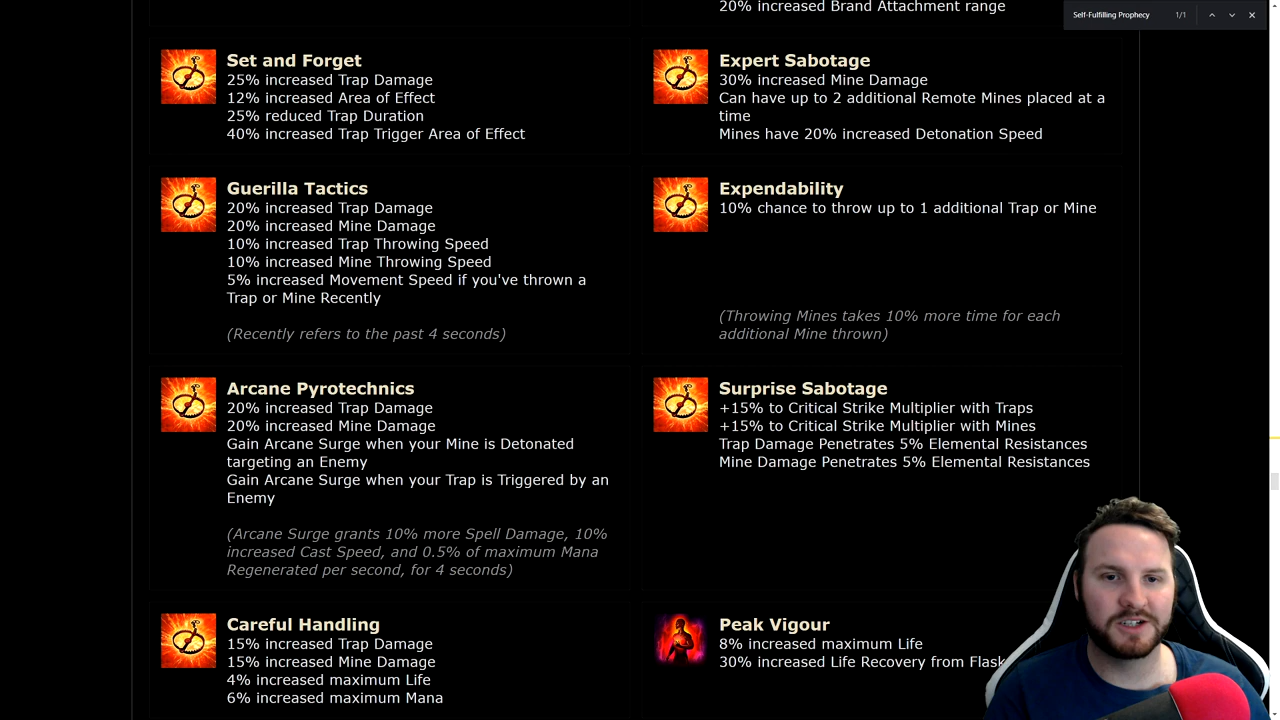 20% increased Brand Attachment range
Self-Fulfilling Prophecy 1/1
Set and Forget
25% increased Trap Damage
12% increased Area of Effect
25% reduced Trap Duration
40% increased Trap Trigger Area of Effect
Expert Sabotage
30% increased Mine Damage
Can have up to 2 additional Remote Mines placed at a
time
Mines have 20% increased Detonation Speed
Guerilla Tactics
20% increased Trap Damage
20% increased Mine Damage
10% increased Trap Throwing Speed
10% increased Mine Throwing Speed
5% increased Movement Speed if you've thrown a
Trap or Mine Recently
(Recently refers to the past 4 seconds)
Expendability
10% chance to throw up to 1 additional Trap or Mine
(Throwing Mines takes 10% more time for each
additional Mine thrown)
Arcane Pyrotechnics
20% increased Trap Damage
20% increased Mine Damage
Gain Arcane Surge when your Mine is Detonated
targeting an Enemy
Gain Arcane Surge when your Trap is Triggered by an
Enemy
(Arcane Surge grants 10% more Spell Damage, 10%
increased Cast Speed, and 0.5% of maximum Mana
Regenerated per second, for 4 seconds)
Surprise Sabotage
+15% to Critical Strike Multiplier with Traps
+15% to Critical Strike Multiplier with Mines
Trap Damage Penetrates 5% Elemental Resistances
Mine Damage Penetrates 5% Elemental Resistances
Careful Handling
15% increased Trap Damage
15% increased Mine Damage
4% increased maximum Life
6% increased maximum Mana
Peak Vigour
8% increased maximum Life
30% increased Life Recovery from Flask